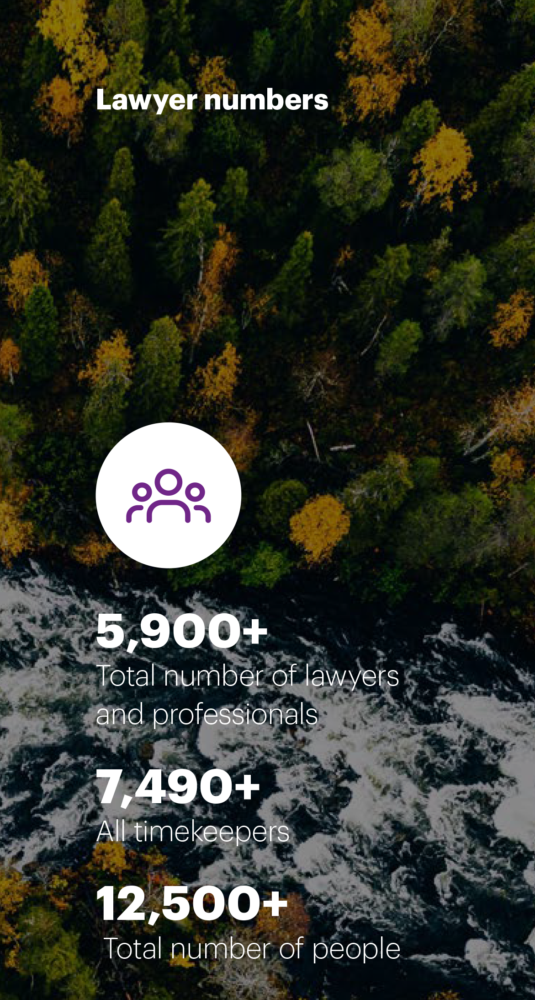 Lawyer numbers
5,900+
Total number of lawyers
and professionals
7,490+
All timekeepers
12,500+
Total number of people